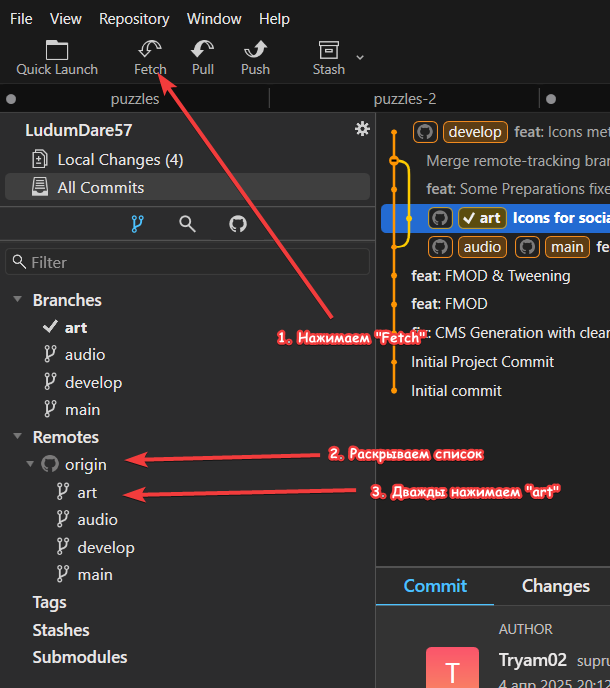 File View Repository Window Help
Quick Launch Fetch Pull Push Stash
puzzles puzzles-2
LudumDare57
Local Changes (4)
All Commits
Filter
Branches
art
audio
develop
main
Remotes
origin
art
audio
develop
main
Tags
Stashes
Submodules
develop feat: Icons met
Merge remote-tracking bran
feat: Some Preparations fixe
art Icons for socia
audio main fe
feat: FMOD & Tweening
feat: FMOD
CMS Generation with clear
Initial Project Commit
Initial commit
1. Нажимаем "Fetch"
2. Раскрываем список
3. Дважды нажимаем "art"
Commit Changes
AUTHOR
T
Tryam02 supru
4 апр 2025 20:12